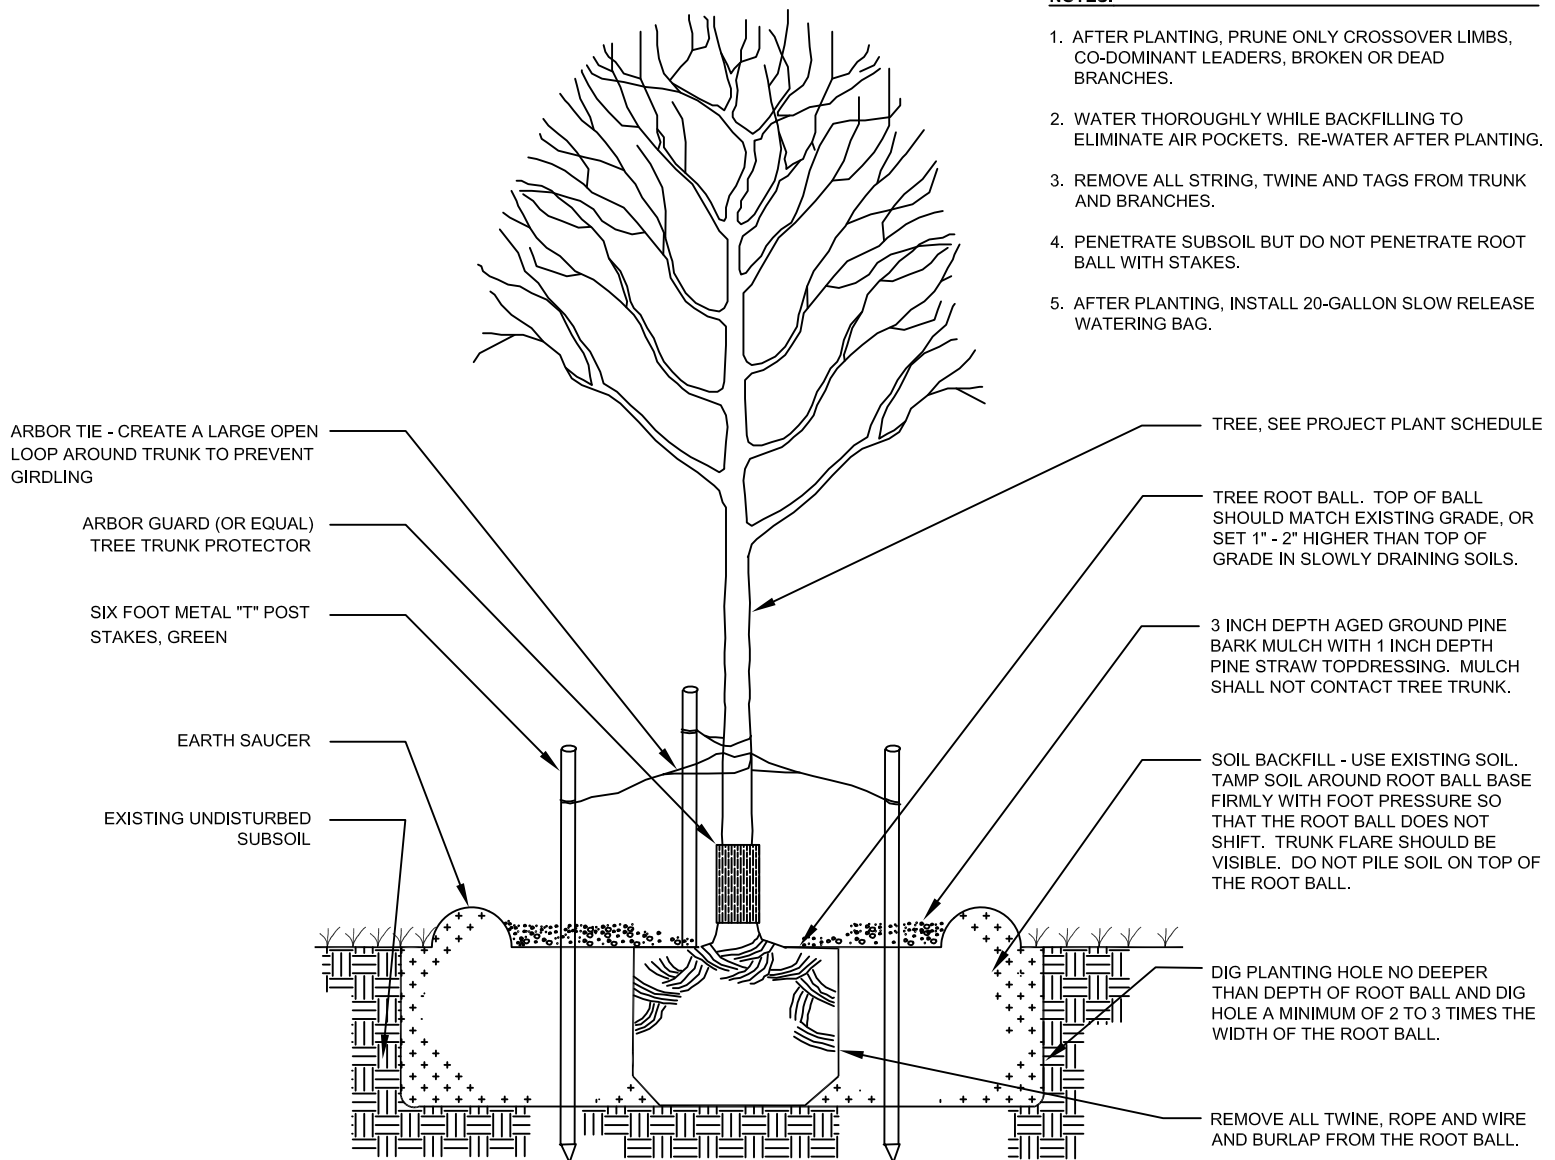 NOTES:
1. AFTER PLANTING, PRUNE ONLY CROSSOVER LIMBS,
CO-DOMINANT LEADERS, BROKEN OR DEAD
BRANCHES.
2. WATER THOROUGHLY WHILE BACKFILLING TO
ELIMINATE AIR POCKETS. RE-WATER AFTER PLANTING.
3. REMOVE ALL STRING, TWINE AND TAGS FROM TRUNK
AND BRANCHES.
4. PENETRATE SUBSOIL BUT DO NOT PENETRATE ROOT
BALL WITH STAKES.
5. AFTER PLANTING, INSTALL 20-GALLON SLOW RELEASE
WATERING BAG.
ARBOR TIE - CREATE A LARGE OPEN
LOOP AROUND TRUNK TO PREVENT
GIRDLING
ARBOR GUARD (OR EQUAL)
TREE TRUNK PROTECTOR
SIX FOOT METAL "T" POST
STAKES, GREEN
EARTH SAUCER
EXISTING UNDISTURBED
SUBSOIL
TREE, SEE PROJECT PLANT SCHEDULE
TREE ROOT BALL. TOP OF BALL
SHOULD MATCH EXISTING GRADE, OR
SET 1" - 2" HIGHER THAN TOP OF
GRADE IN SLOWLY DRAINING SOILS.
3 INCH DEPTH AGED GROUND PINE
BARK MULCH WITH 1 INCH DEPTH
PINE STRAW TOPDRESSING. MULCH
SHALL NOT CONTACT TREE TRUNK.
SOIL BACKFILL - USE EXISTING SOIL.
TAMP SOIL AROUND ROOT BALL BASE
FIRMLY WITH FOOT PRESSURE SO
THAT THE ROOT BALL DOES NOT
SHIFT. TRUNK FLARE SHOULD BE
VISIBLE. DO NOT PILE SOIL ON TOP OF
THE ROOT BALL.
DIG PLANTING HOLE NO DEEPER
THAN DEPTH OF ROOT BALL AND DIG
HOLE A MINIMUM OF 2 TO 3 TIMES THE
WIDTH OF THE ROOT BALL.
REMOVE ALL TWINE, ROPE AND WIRE
AND BURLAP FROM THE ROOT BALL.